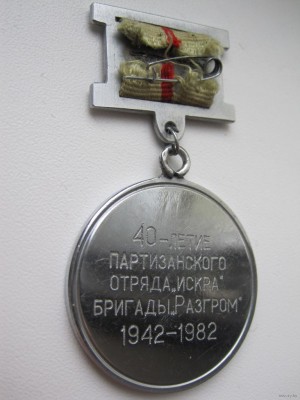 40-ЛЕТИЕ
ПАРТИЗАНСКОГО
ОТРЯДА„ИСКРА"
БРИГАДЫ„РАЗГРОМ"
1942-1982